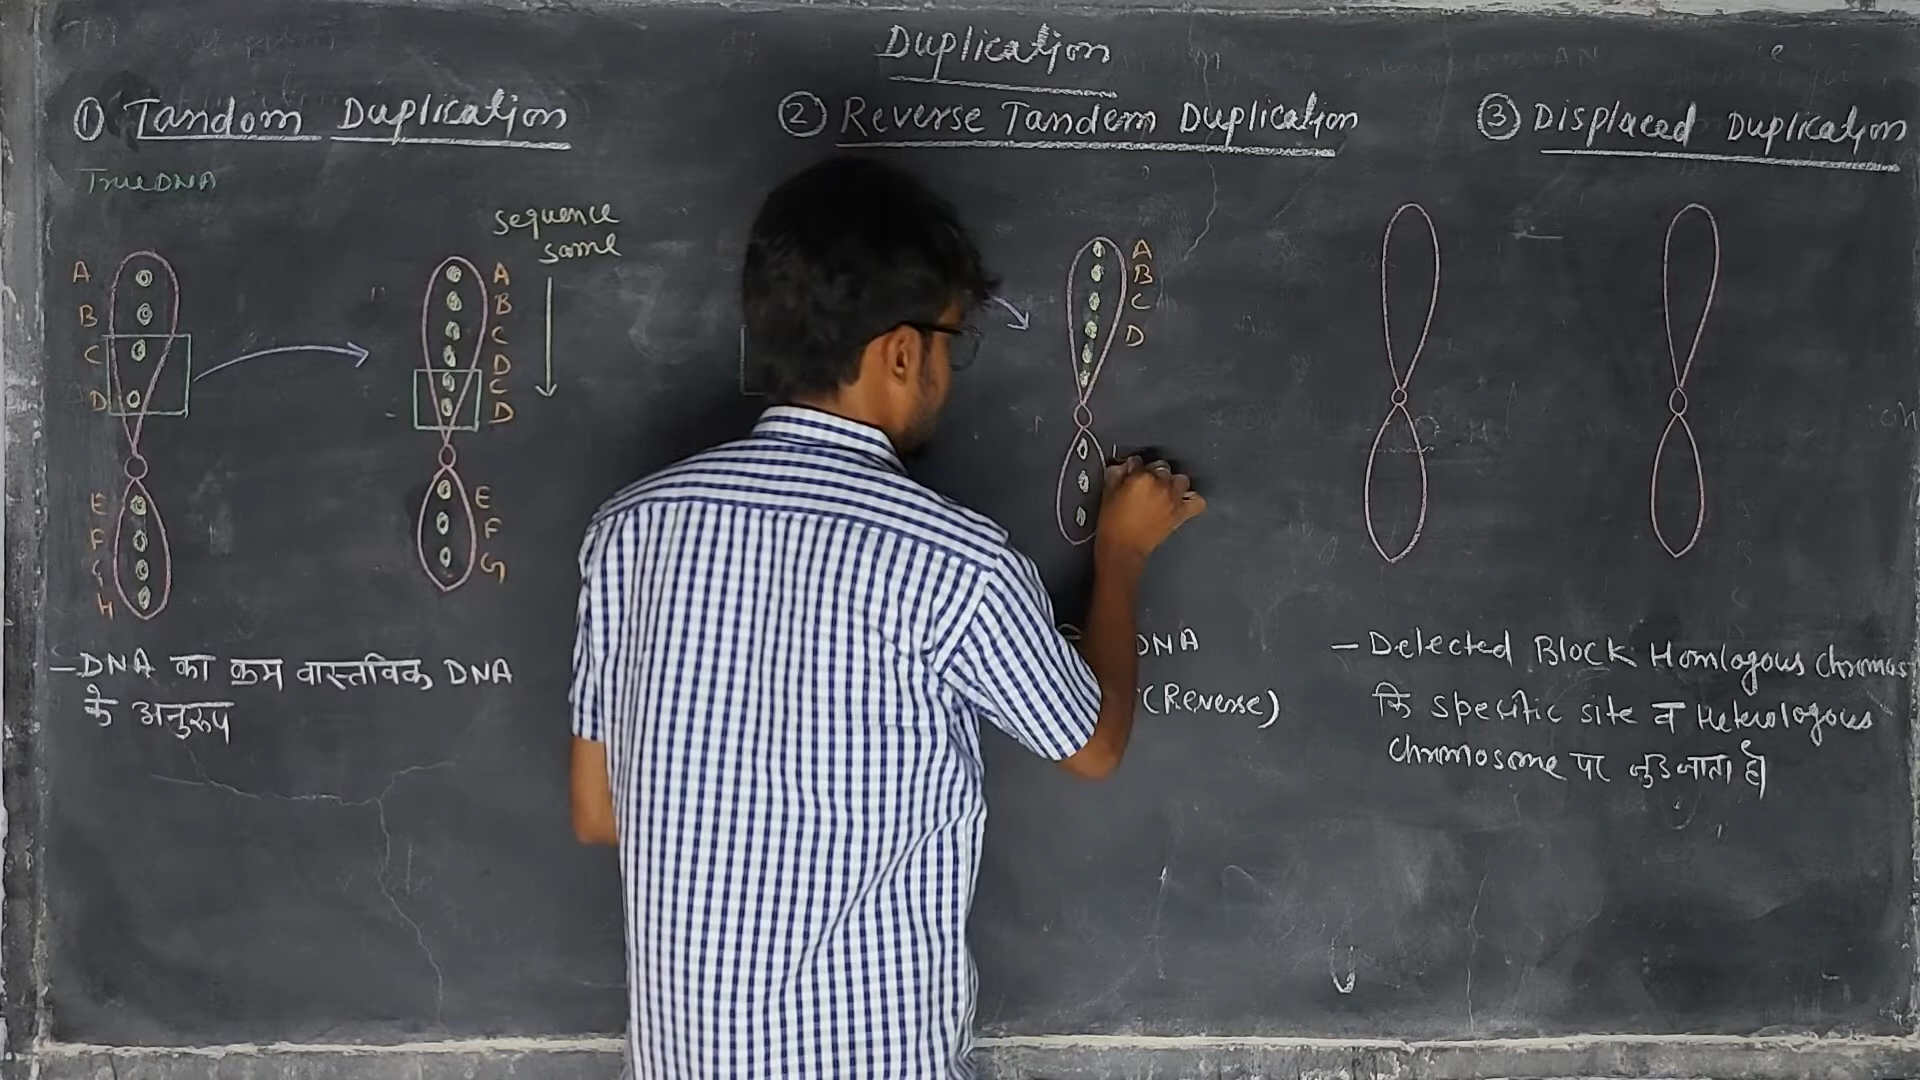 Duplication
① Tandom Duplication
True DNA
sequence
same
A
B
C
D
E
F
G
H
A
B
C
D
C
D
E
F
G
- DNA का क्रम वास्तविक DNA
के अनुरूप
② Reverse Tandem Duplication
A
B
C
D
DNA
(Reverse)
③ Displaced Duplication
- Delected Block Homlogous chromos
कि specific site व Heterologous
chromosome पर जुड जाता है।